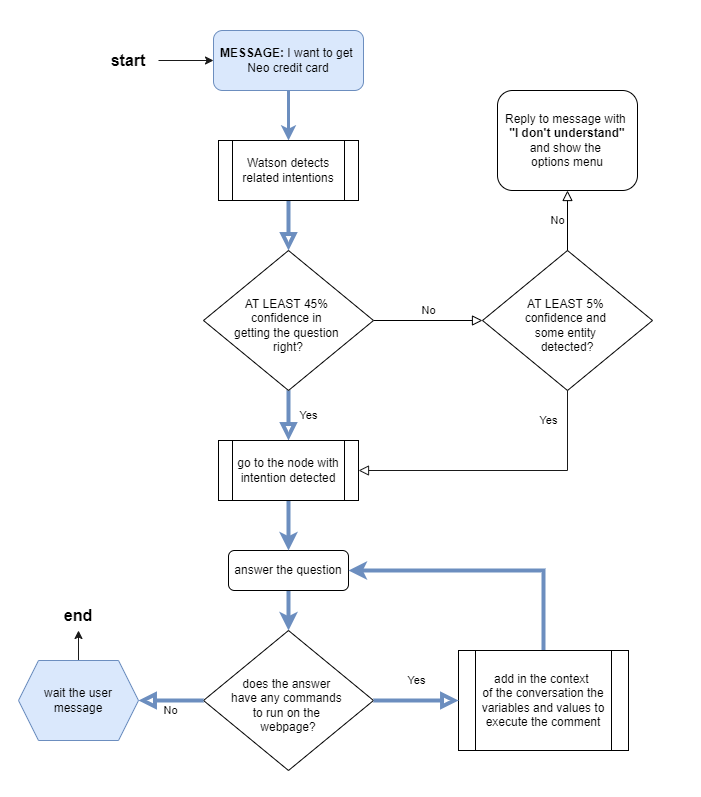 start
MESSAGE: I want to get
Neo credit card
Watson detects
related intentions
Reply to message with
"I don't understand"
and show the
options menu
No
AT LEAST 45%
confidence in
getting the question
right?
No
AT LEAST 5%
confidence and
some entity
detected?
Yes
Yes
go to the node with
intention detected
answer the question
end
wait the user
message
No
does the answer
have any commands
to run on the
webpage?
Yes
add in the context
of the conversation the
variables and values to
execute the comment